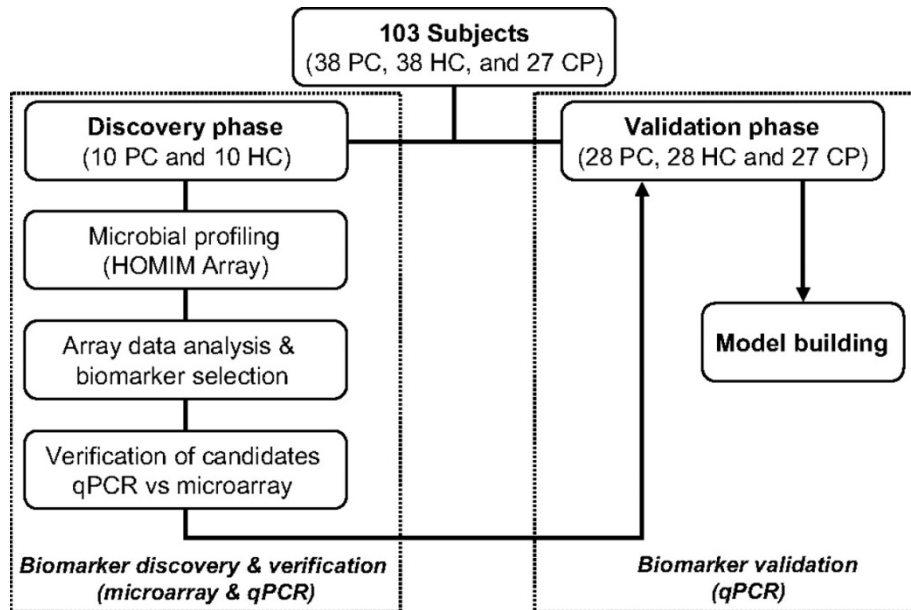 103 Subjects
(38 PC, 38 HC, and 27 CP)
Discovery phase
(10 PC and 10 HC)
Microbial profiling
(HOMIM Array)
Array data analysis &
biomarker selection
Verification of candidates
qPCR vs microarray
Biomarker discovery & verification
(microarray & qPCR)
Validation phase
(28 PC, 28 HC and 27 CP)
Model building
Biomarker validation
(qPCR)